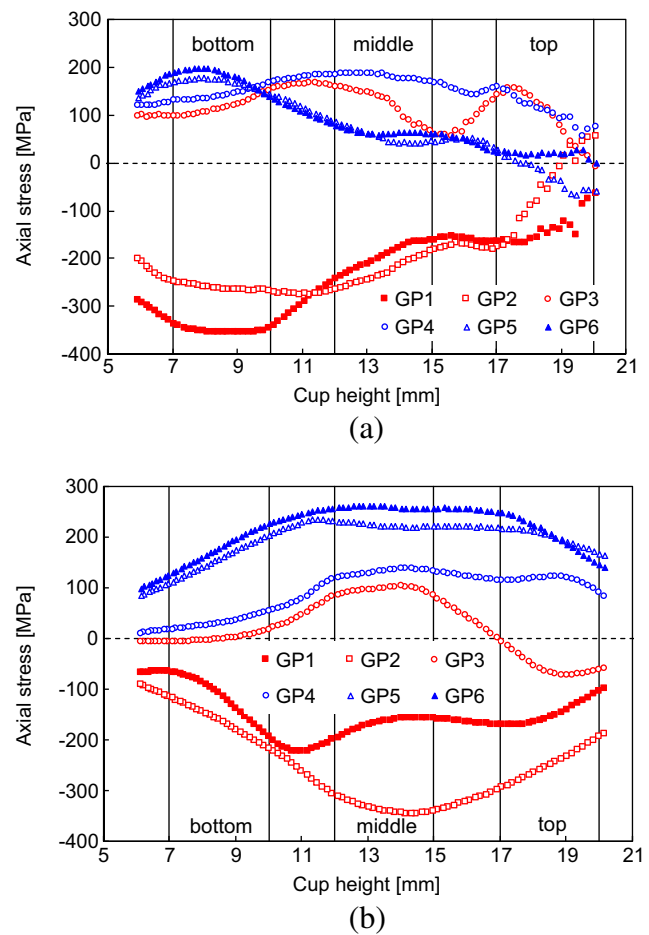 bottom middle top
300
200
100
0
-100
-200
-300
-400
Axial stress [MPa]
GP1 GP2 GP3
GP4 GP5 GP6
5 7 9 11 13 15 17 19 21
Cup height [mm]
(a)
300
200
100
0
-100
-200
-300
-400
Axial stress [MPa]
GP1 GP2 GP3
GP4 GP5 GP6
bottom middle top
5 7 9 11 13 15 17 19 21
Cup height [mm]
(b)